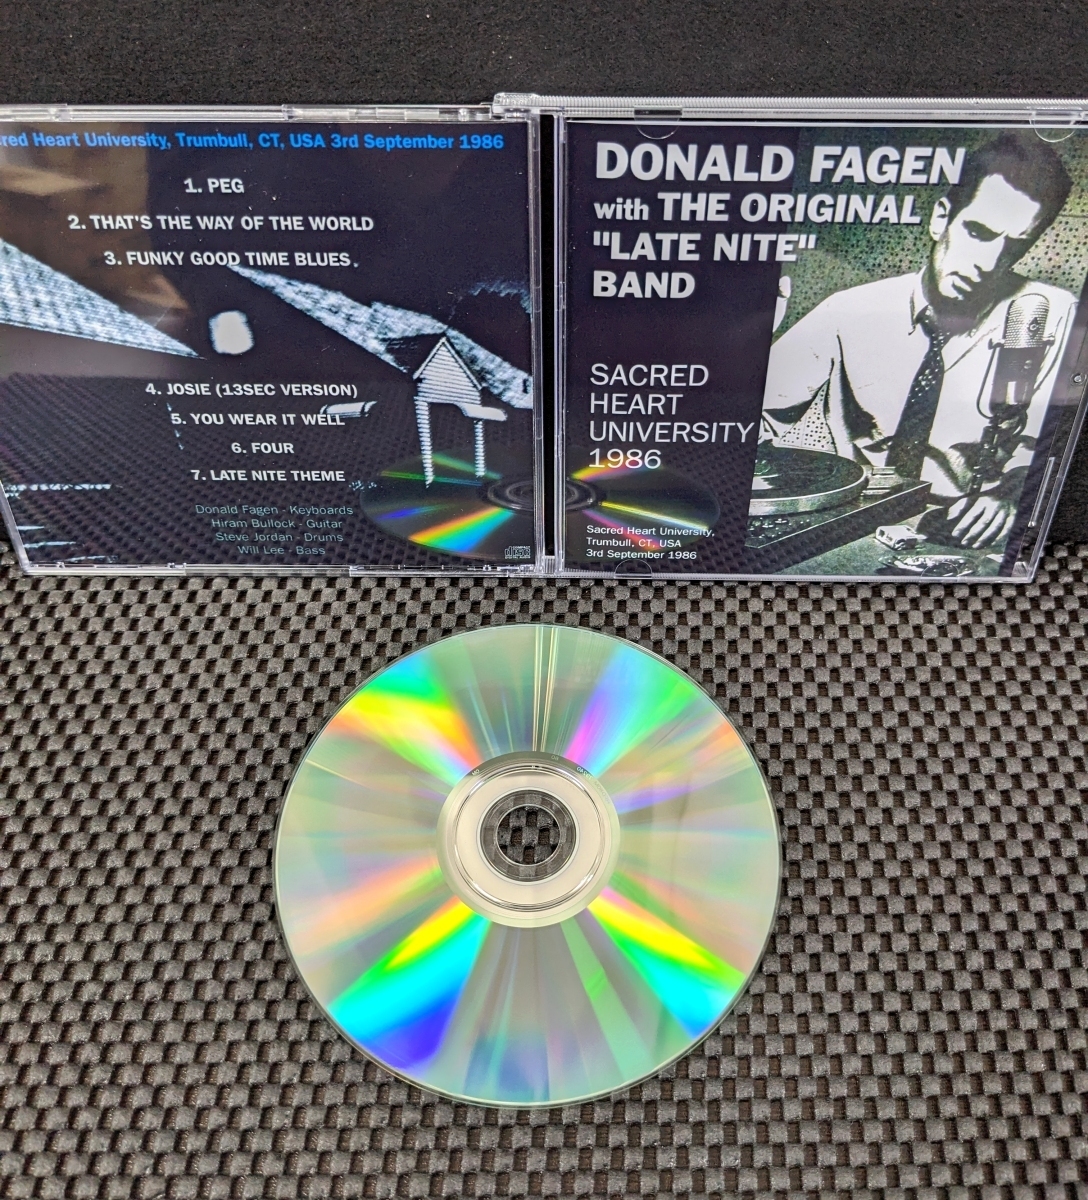 red Heart University, Trumbull, CT, USA 3rd September 1986
1. PEG
2. THAT'S THE WAY OF THE WORLD
3. FUNKY GOOD TIME BLUES
4. JOSIE (13SEC VERSION)
5. YOU WEAR IT WELL
6. FOUR
7. LATE NITE THEME
Donald Fagen - Keyboards
Hiram Bullock - Guitar
Steve Jordan - Drums
Will Lee - Bass
DONALD FAGEN
with THE ORIGINAL
"LATE NITE"
BAND
SACRED
HEART
UNIVERSITY
1986
Sacred Heart University,
Trumbull, CT, USA
3rd September 1986